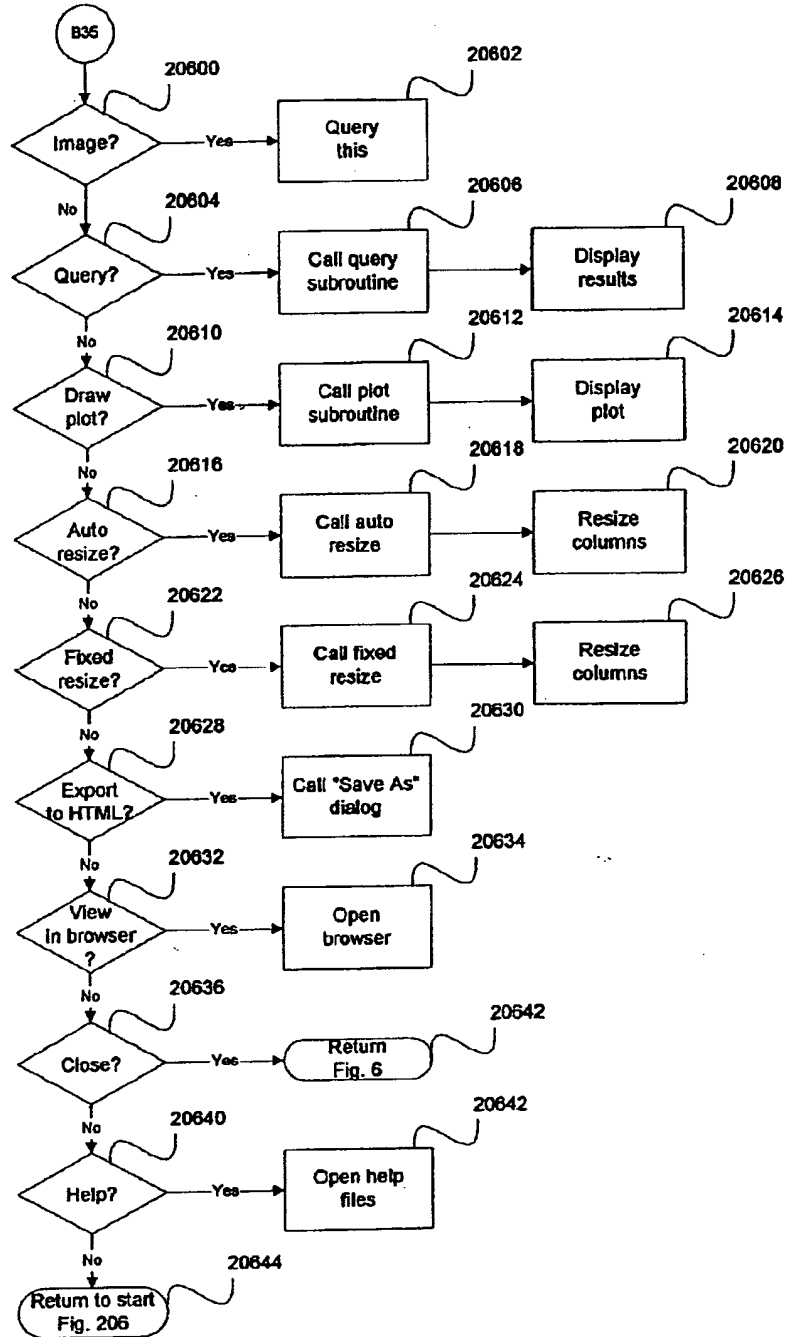 B35
20600
20602
Image?
Yes
Query
this
No
20604
20606
20608
Query?
Yes
Call query
subroutine
Display
results
No
20610
20612
20614
Draw
plot?
Yes
Call plot
subroutine
Display
plot
No
20616
20618
20620
Auto
resize?
Yes
Call auto
resize
Resize
columns
No
20622
20624
20626
Fixed
resize?
Yes
Call fixed
resize
Resize
columns
No
20628
20630
Export
to HTML?
Yes
Call "Save As"
dialog
No
20632
20634
View
in browser
?
Yes
Open
browser
No
20636
20642
Close?
Yes
Return
Fig. 6
No
20640
20642
Help?
Yes
Open help
files
No
20644
Return to start
Fig. 206